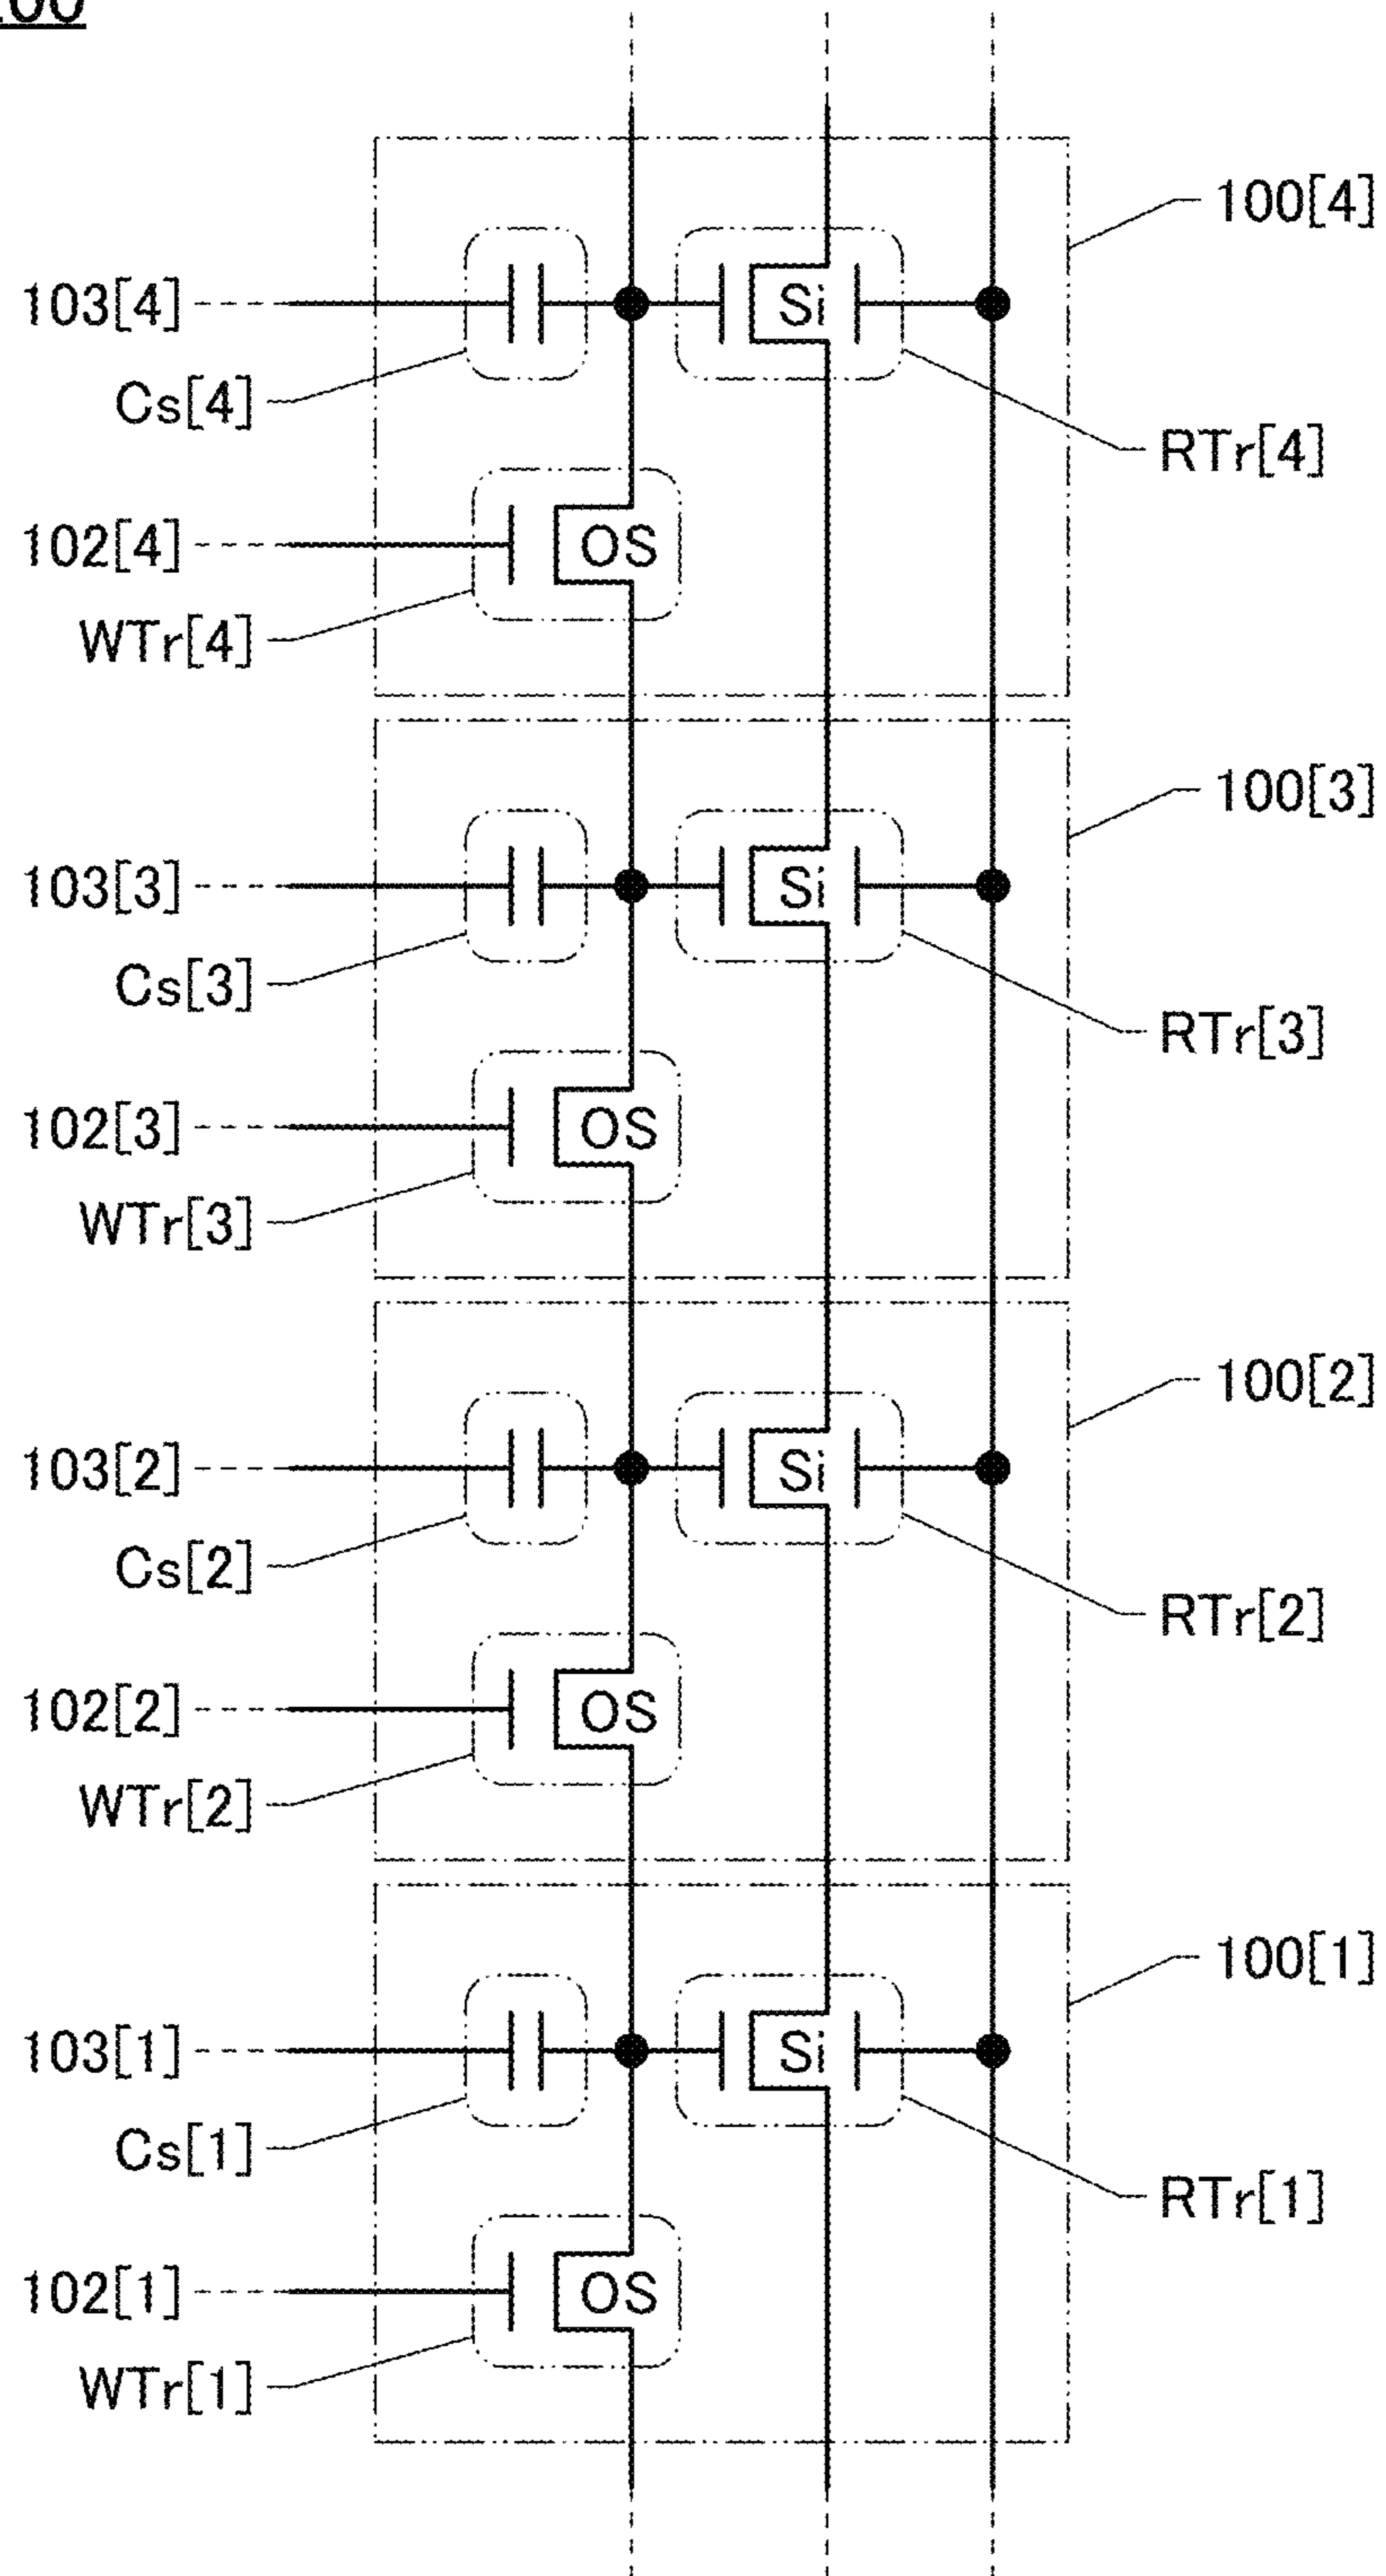 100[4]
103[4]
Si
Cs[4]
RTr[4]
102[4]
OS
WTr[4]
100[3]
103[3]
Si
Cs[3]
RTr[3]
102[3]
OS
WTr[3]
100[2]
103[2]
Si
Cs[2]
RTr[2]
102[2]
OS
WTr[2]
100[1]
103[1]
Si
Cs[1]
RTr[1]
102[1]
OS
WTr[1]